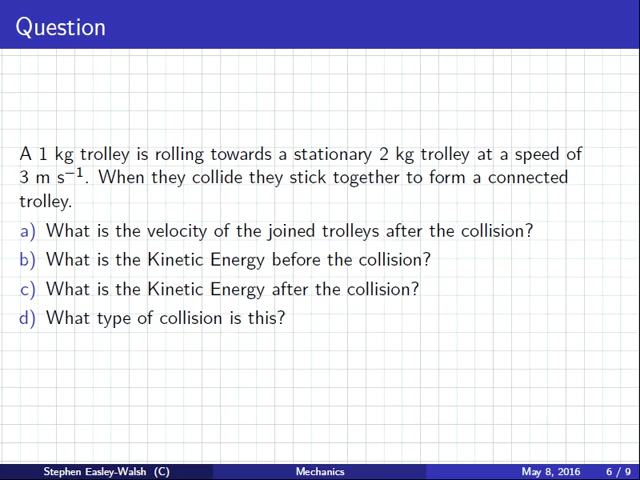 Question
A 1 kg trolley is rolling towards a stationary 2 kg trolley at a speed of
3 m s⁻¹. When they collide they stick together to form a connected
trolley.
a) What is the velocity of the joined trolleys after the collision?
b) What is the Kinetic Energy before the collision?
c) What is the Kinetic Energy after the collision?
d) What type of collision is this?
Stephen Easley-Walsh (C) Mechanics May 8, 2016 6 / 9